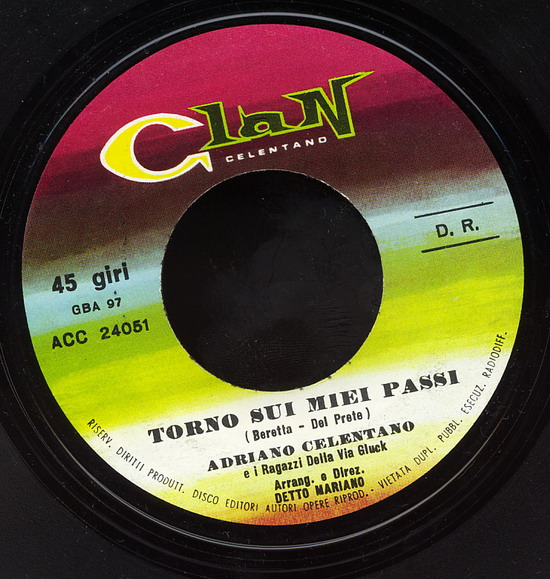 Clan
CELENTANO
D. R.
45 giri
GBA 97
ACC 24051
TORNO SUI MIEI PASSI
( Beretta - Del Prete )
ADRIANO CELENTANO
e i Ragazzi Della Via Gluck
Arrang. e Direz.
DETTO MARIANO
RISERV. DIRITTI PRODUTT. DISCO EDITORI AUTORI OPERE RIPROD. - VIETATA DUPL. PUBBL. ESECUZ. RADIODIFF.